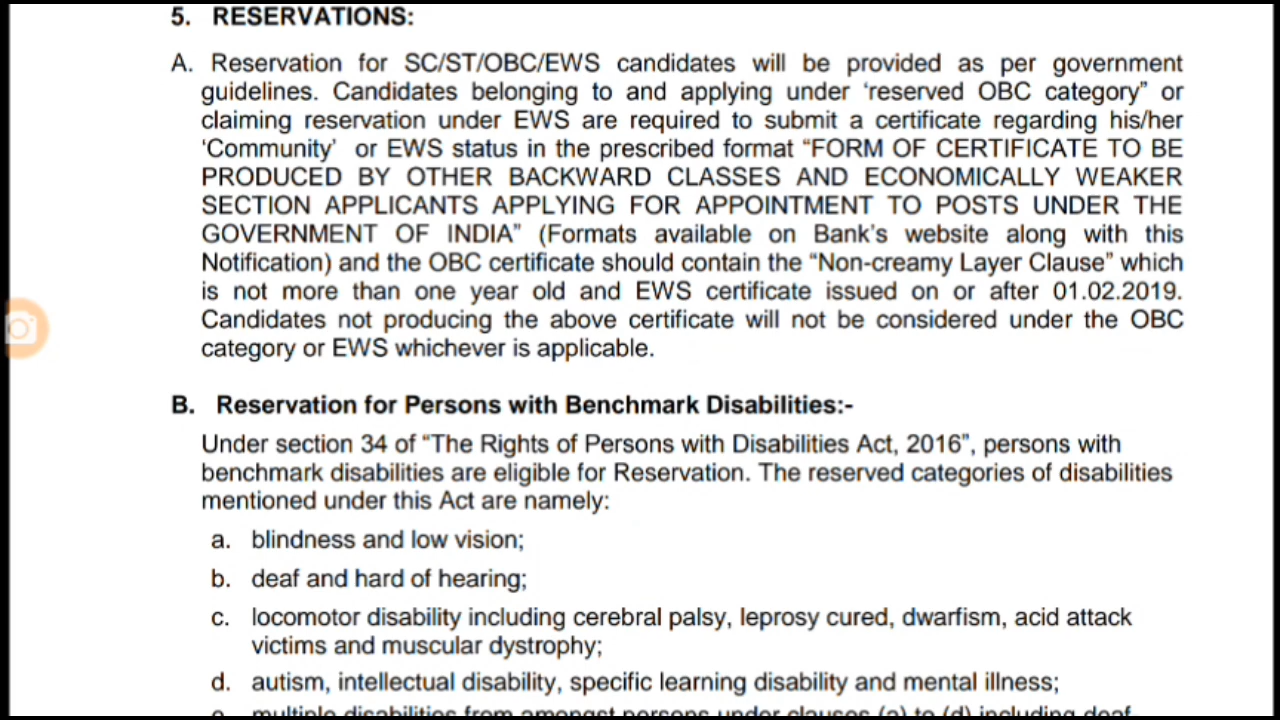 5. RESERVATIONS:
A. Reservation for SC/ST/OBC/EWS candidates will be provided as per government
guidelines. Candidates belonging to and applying under ‘reserved OBC category” or
claiming reservation under EWS are required to submit a certificate regarding his/her
‘Community’ or EWS status in the prescribed format “FORM OF CERTIFICATE TO BE
PRODUCED BY OTHER BACKWARD CLASSES AND ECONOMICALLY WEAKER
SECTION APPLICANTS APPLYING FOR APPOINTMENT TO POSTS UNDER THE
GOVERNMENT OF INDIA” (Formats available on Bank’s website along with this
Notification) and the OBC certificate should contain the “Non-creamy Layer Clause” which
is not more than one year old and EWS certificate issued on or after 01.02.2019.
Candidates not producing the above certificate will not be considered under the OBC
category or EWS whichever is applicable.
B. Reservation for Persons with Benchmark Disabilities:-
Under section 34 of “The Rights of Persons with Disabilities Act, 2016”, persons with
benchmark disabilities are eligible for Reservation. The reserved categories of disabilities
mentioned under this Act are namely:
a. blindness and low vision;
b. deaf and hard of hearing;
c. locomotor disability including cerebral palsy, leprosy cured, dwarfism, acid attack
victims and muscular dystrophy;
d. autism, intellectual disability, specific learning disability and mental illness;
e. multiple disabilities from amongst persons under clauses (a) to (d) including deaf